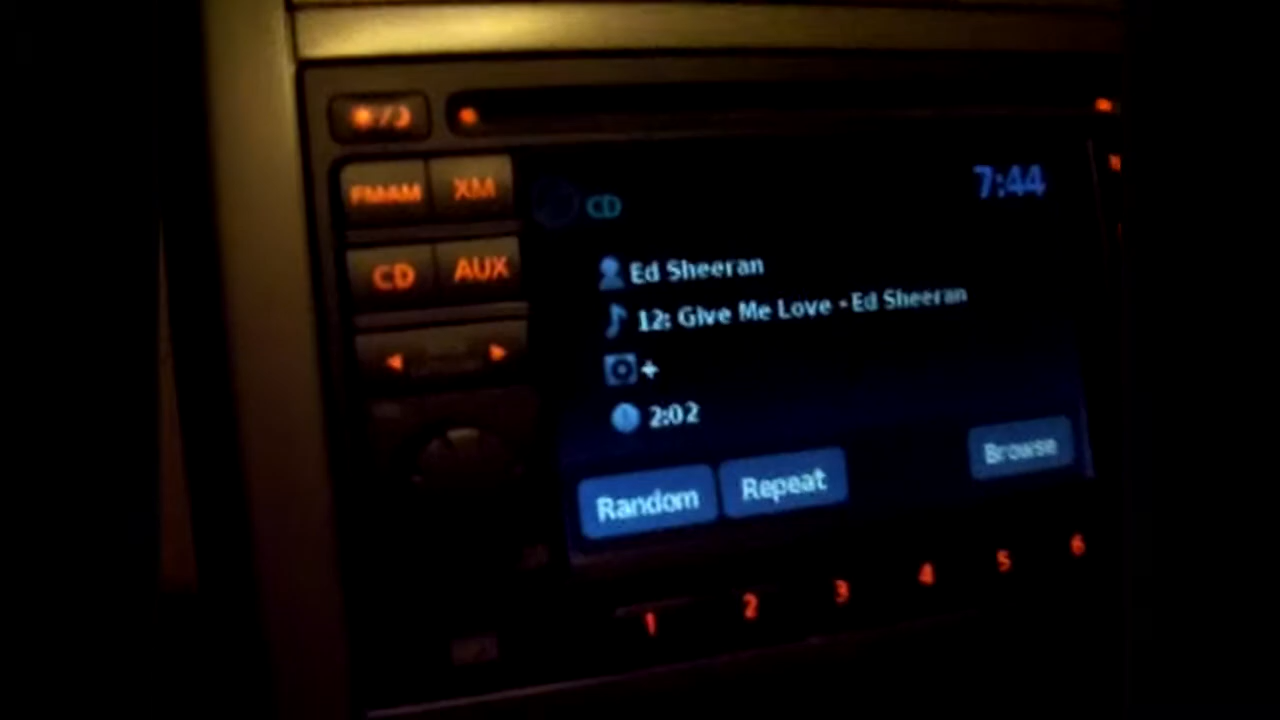 FM·AM XM
7:44
CD
CD AUX
Ed Sheeran
12: Give Me Love - Ed Sheeran
+
2:02
Random Repeat Browse
1 2 3 4 5 6